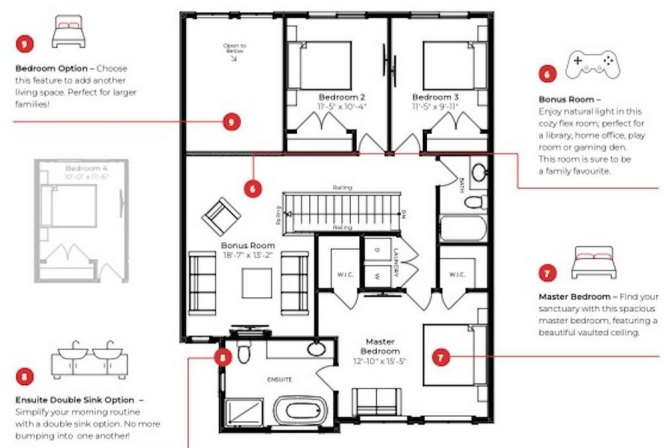 9
Bedroom Option – Choose
this feature to add another
living space. Perfect for larger
families!
Bedroom 4
10'-0" x 11'-6"
8
Ensuite Double Sink Option –
Simplify your morning routine
with a double sink option. No more
bumping into one another!
Open to
Below
9
Bedroom 2
11'-5" x 10'-4"
Bedroom 3
11'-5" x 9'-11"
6
Railing
Railing
Railing
DN
BATH
Bonus Room
18'-7" x 13'-2"
W.I.C.
D
W
LAUNDRY
W.I.C.
8
ENSUITE
Master
Bedroom
12'-10" x 15'-5"
7
6
Bonus Room –
Enjoy natural light in this
cozy flex room, perfect for
a library, home office, play
room or gaming den.
This room is sure to be
a family favourite.
7
Master Bedroom – Find your
sanctuary with this spacious
master bedroom, featuring a
beautiful vaulted ceiling.